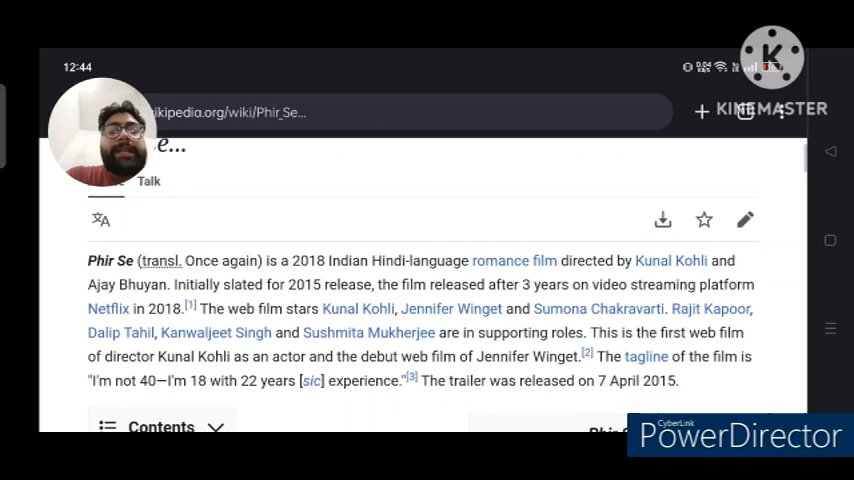 12:44
0.04
KINEMASTER
ikipedia.org/wiki/Phir_Se...
e...
Talk
Phir Se (transl. Once again) is a 2018 Indian Hindi-language romance film directed by Kunal Kohli and
Ajay Bhuyan. Initially slated for 2015 release, the film released after 3 years on video streaming platform
Netflix in 2018.[1] The web film stars Kunal Kohli, Jennifer Winget and Sumona Chakravarti. Rajit Kapoor,
Dalip Tahil, Kanwaljeet Singh and Sushmita Mukherjee are in supporting roles. This is the first web film
of director Kunal Kohli as an actor and the debut web film of Jennifer Winget.[2] The tagline of the film is
"I'm not 40—I'm 18 with 22 years [sic] experience."[3] The trailer was released on 7 April 2015.
Contents
CyberLink
PowerDirector